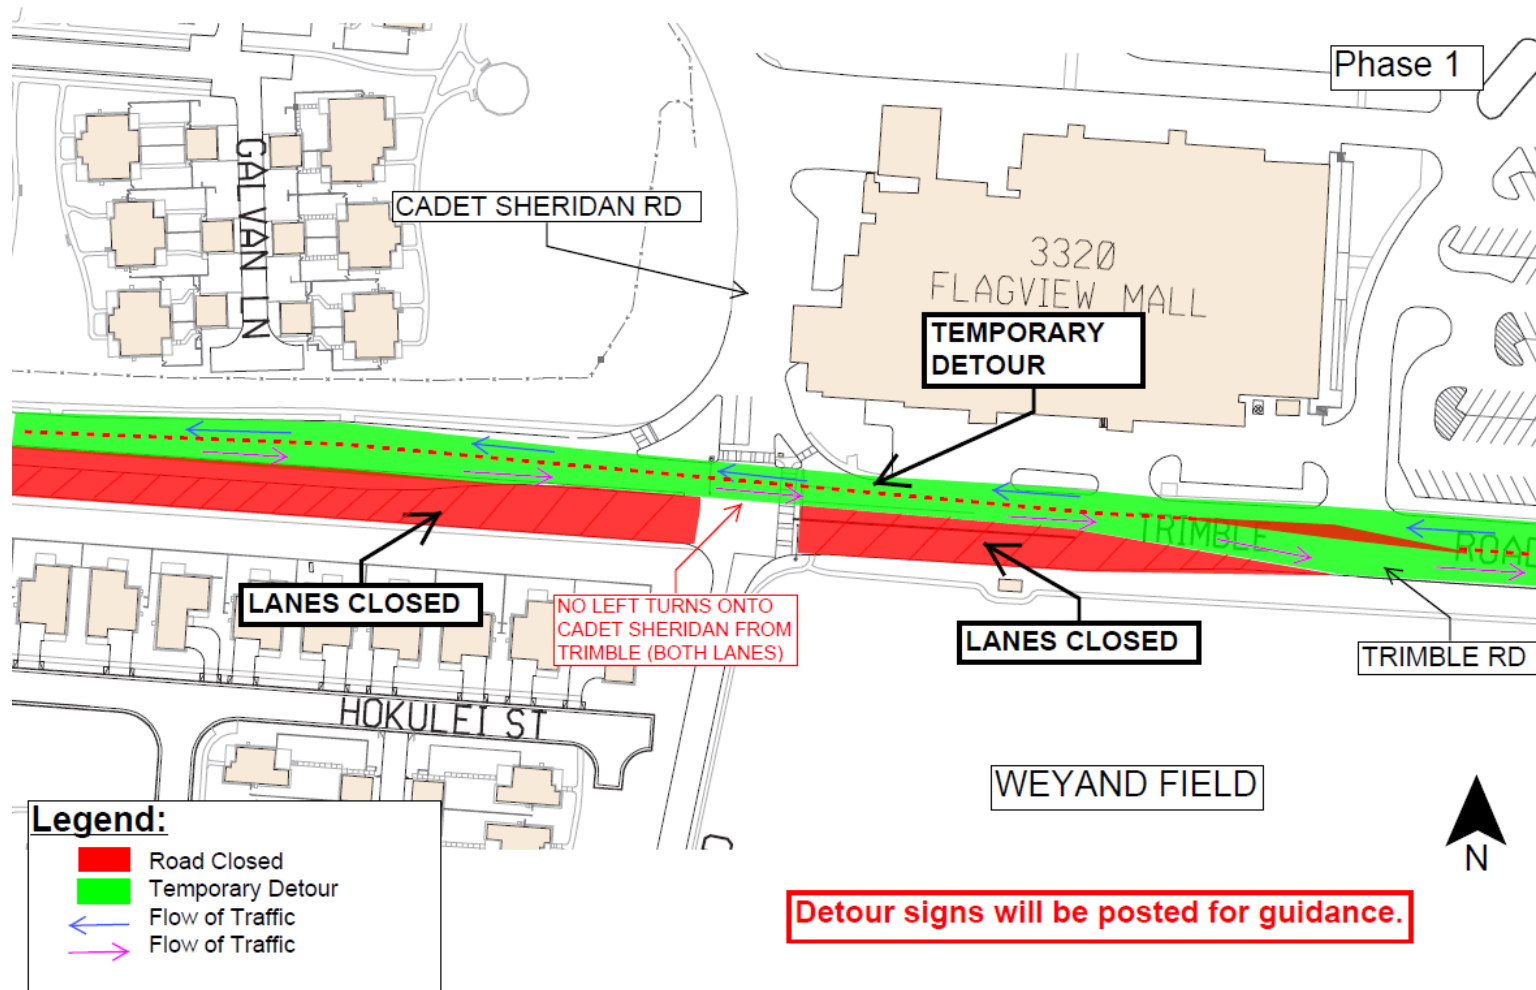 Phase 1
GALVAN LN
CADET SHERIDAN RD
3320
FLAGVIEW MALL
TEMPORARY
DETOUR
TRIMBLE ROAD
LANES CLOSED
NO LEFT TURNS ONTO
CADET SHERIDAN FROM
TRIMBLE (BOTH LANES)
LANES CLOSED
TRIMBLE RD
HOKULEI ST
WEYAND FIELD
N
Legend:
Road Closed
Temporary Detour
Flow of Traffic
Flow of Traffic
Detour signs will be posted for guidance.